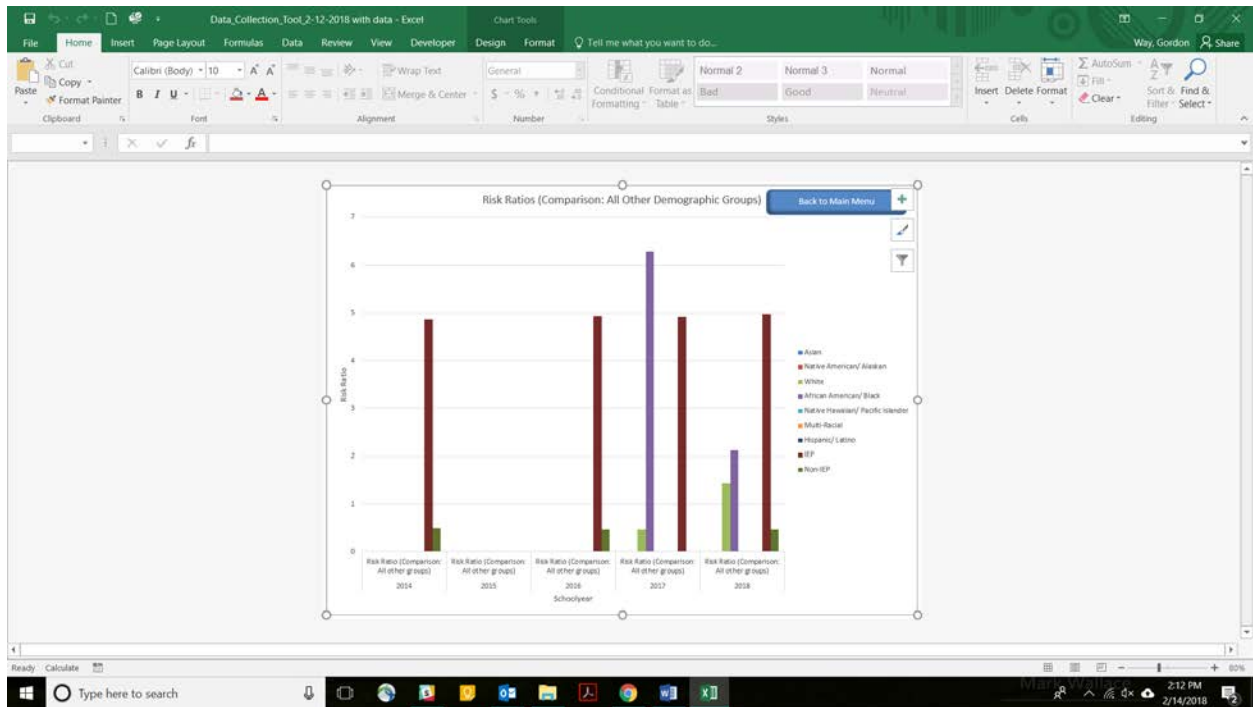 Data_Collection_Tool_2-12-2018 with data - Excel
Chart Tools
File Home Insert Page Layout Formulas Data Review View Developer Design Format Tell me what you want to do...
Way, Gordon Share
Paste
Cut
Copy
Format Painter
Clipboard
Calibri (Body) 10 A A
B I U A
Font
Wrap Text
Merge & Center
Alignment
General
$ % ,
Number
Conditional Formatting
Format as Table
Normal 2 Normal 3 Normal
Bad Good Neutral
Styles
Insert Delete Format
Cells
Σ AutoSum
Fill
Clear
Sort & Filter
Find & Select
Editing
fx
Risk Ratios (Comparison: All Other Demographic Groups)
Back to Main Menu
7
6
5
4
3
2
1
0
Risk Ratio
Asian
Native American/ Alaskan
White
African American/ Black
Native Hawaiian/ Pacific Islander
Multi-Racial
Hispanic/ Latino
IEP
Non-IEP
Risk Ratio (Comparison: All other groups)
Risk Ratio (Comparison: All other groups)
Risk Ratio (Comparison: All other groups)
Risk Ratio (Comparison: All other groups)
Risk Ratio (Comparison: All other groups)
2014 2015 2016 2017 2018
Schoolyear
Ready Calculate
80%
Type here to search
Mark Wallace
2:12 PM
2/14/2018
2